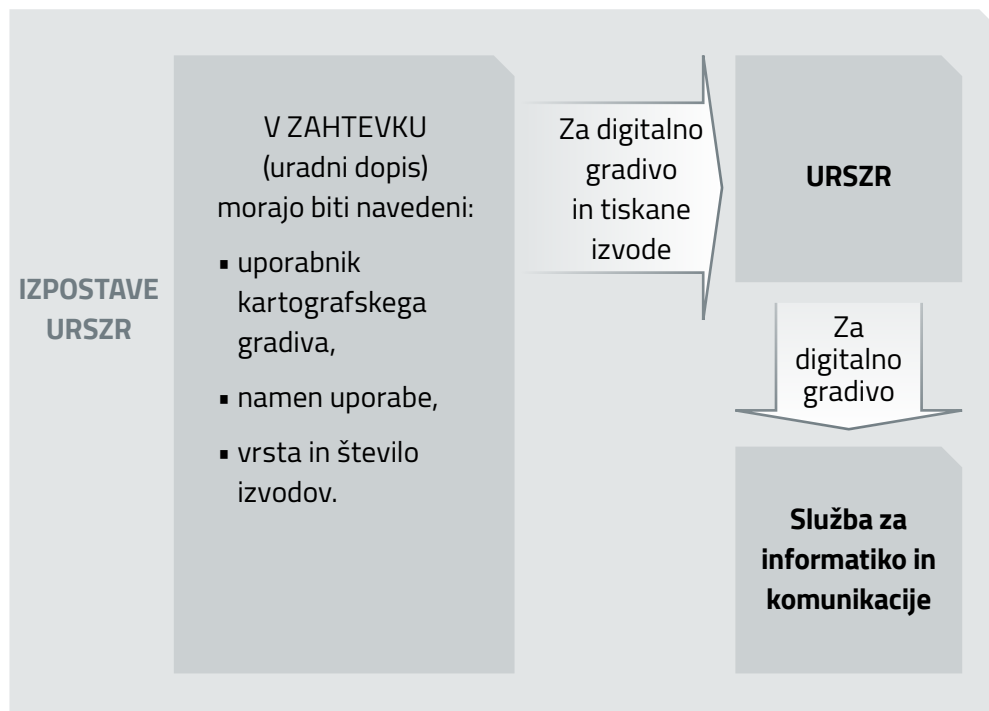 IZPOSTAVE
URSZR
V ZAHTEVKU
(uradni dopis)
morajo biti navedeni:
▪ uporabnik
kartografskega
gradiva,
▪ namen uporabe,
▪ vrsta in število
izvodov.
Za digitalno
gradivo
in tiskane
izvode
URSZR
Za
digitalno
gradivo
Služba za
informatiko in
komunikacije